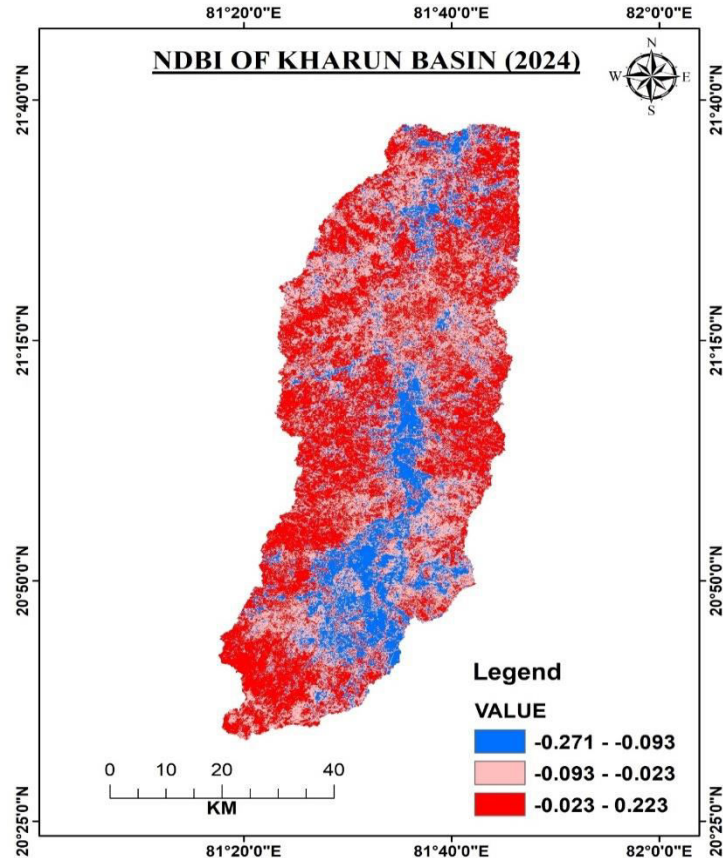 81°20'0"E 81°40'0"E 82°0'0"E
NDBI OF KHARUN BASIN (2024)
N
W E
S
21°40'0"N 21°40'0"N
21°15'0"N 21°15'0"N
20°50'0"N 20°50'0"N
20°25'0"N 20°25'0"N
Legend
VALUE
-0.271 - -0.093
-0.093 - -0.023
-0.023 - 0.223
0 10 20 40
KM
81°20'0"E 81°40'0"E 82°0'0"E